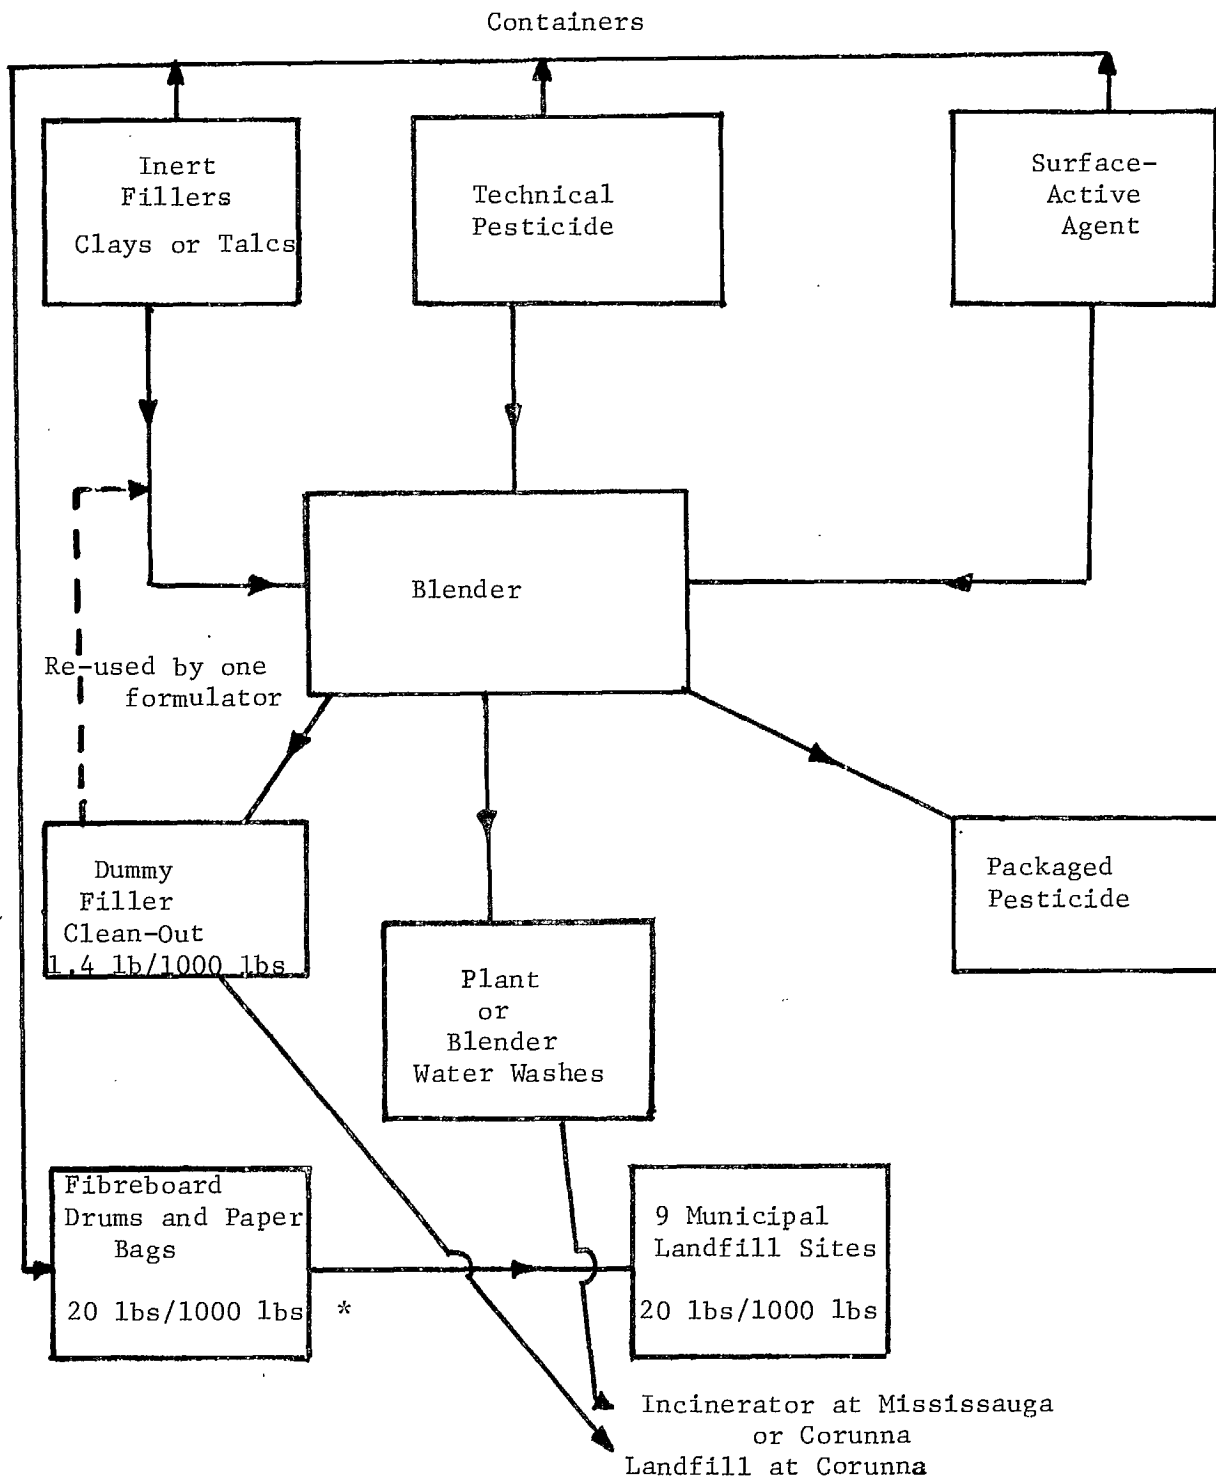 Containers
Inert
Fillers
Clays or Talcs
Technical
Pesticide
Surface-
Active
Agent
Blender
Re-used by one
formulator
Dummy
Filler
Clean-Out
1.4 lb/1000 lbs
Plant
or
Blender
Water Washes
Packaged
Pesticide
Fibreboard
Drums and Paper
Bags
20 lbs/1000 lbs *
9 Municipal
Landfill Sites
20 lbs/1000 lbs
Incinerator at Mississauga
or Corunna
Landfill at Corunna